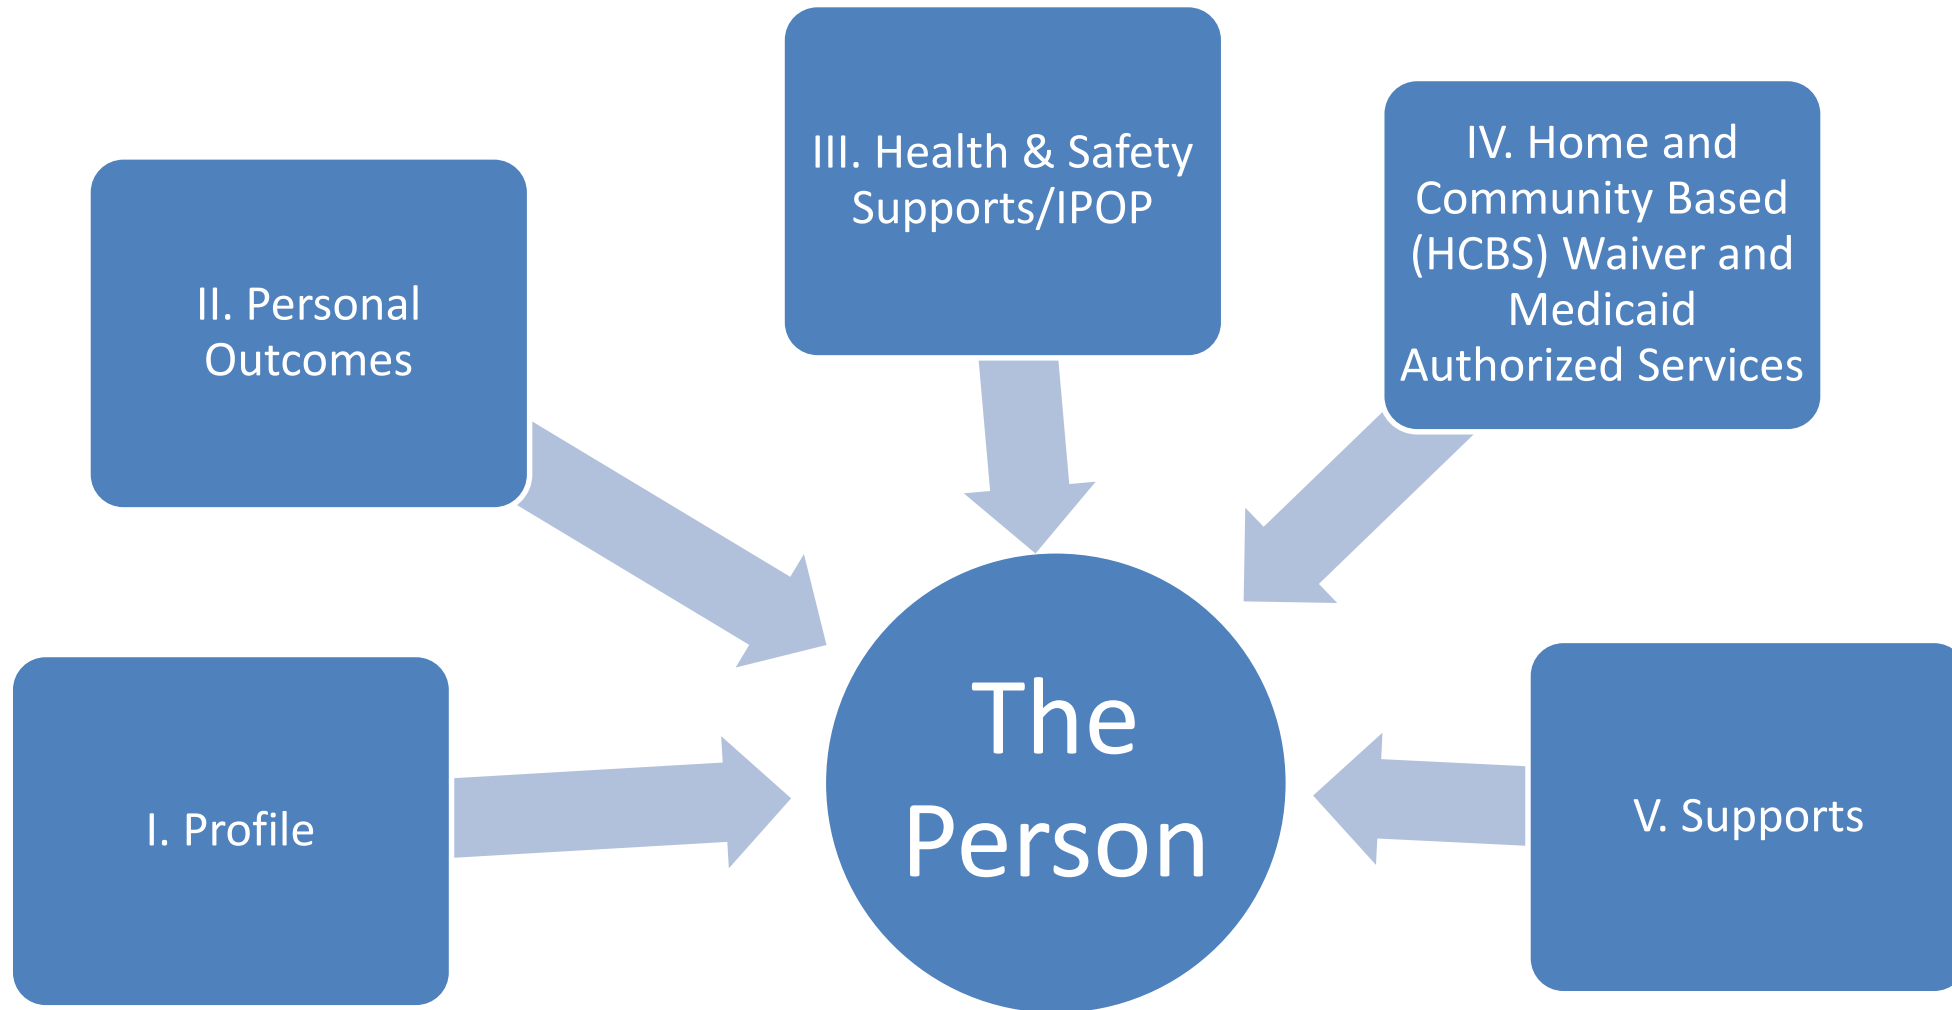 III. Health & Safety
Supports/IPOP
IV. Home and
Community Based
(HCBS) Waiver and
Medicaid
Authorized Services
II. Personal
Outcomes
I. Profile
The
Person
V. Supports